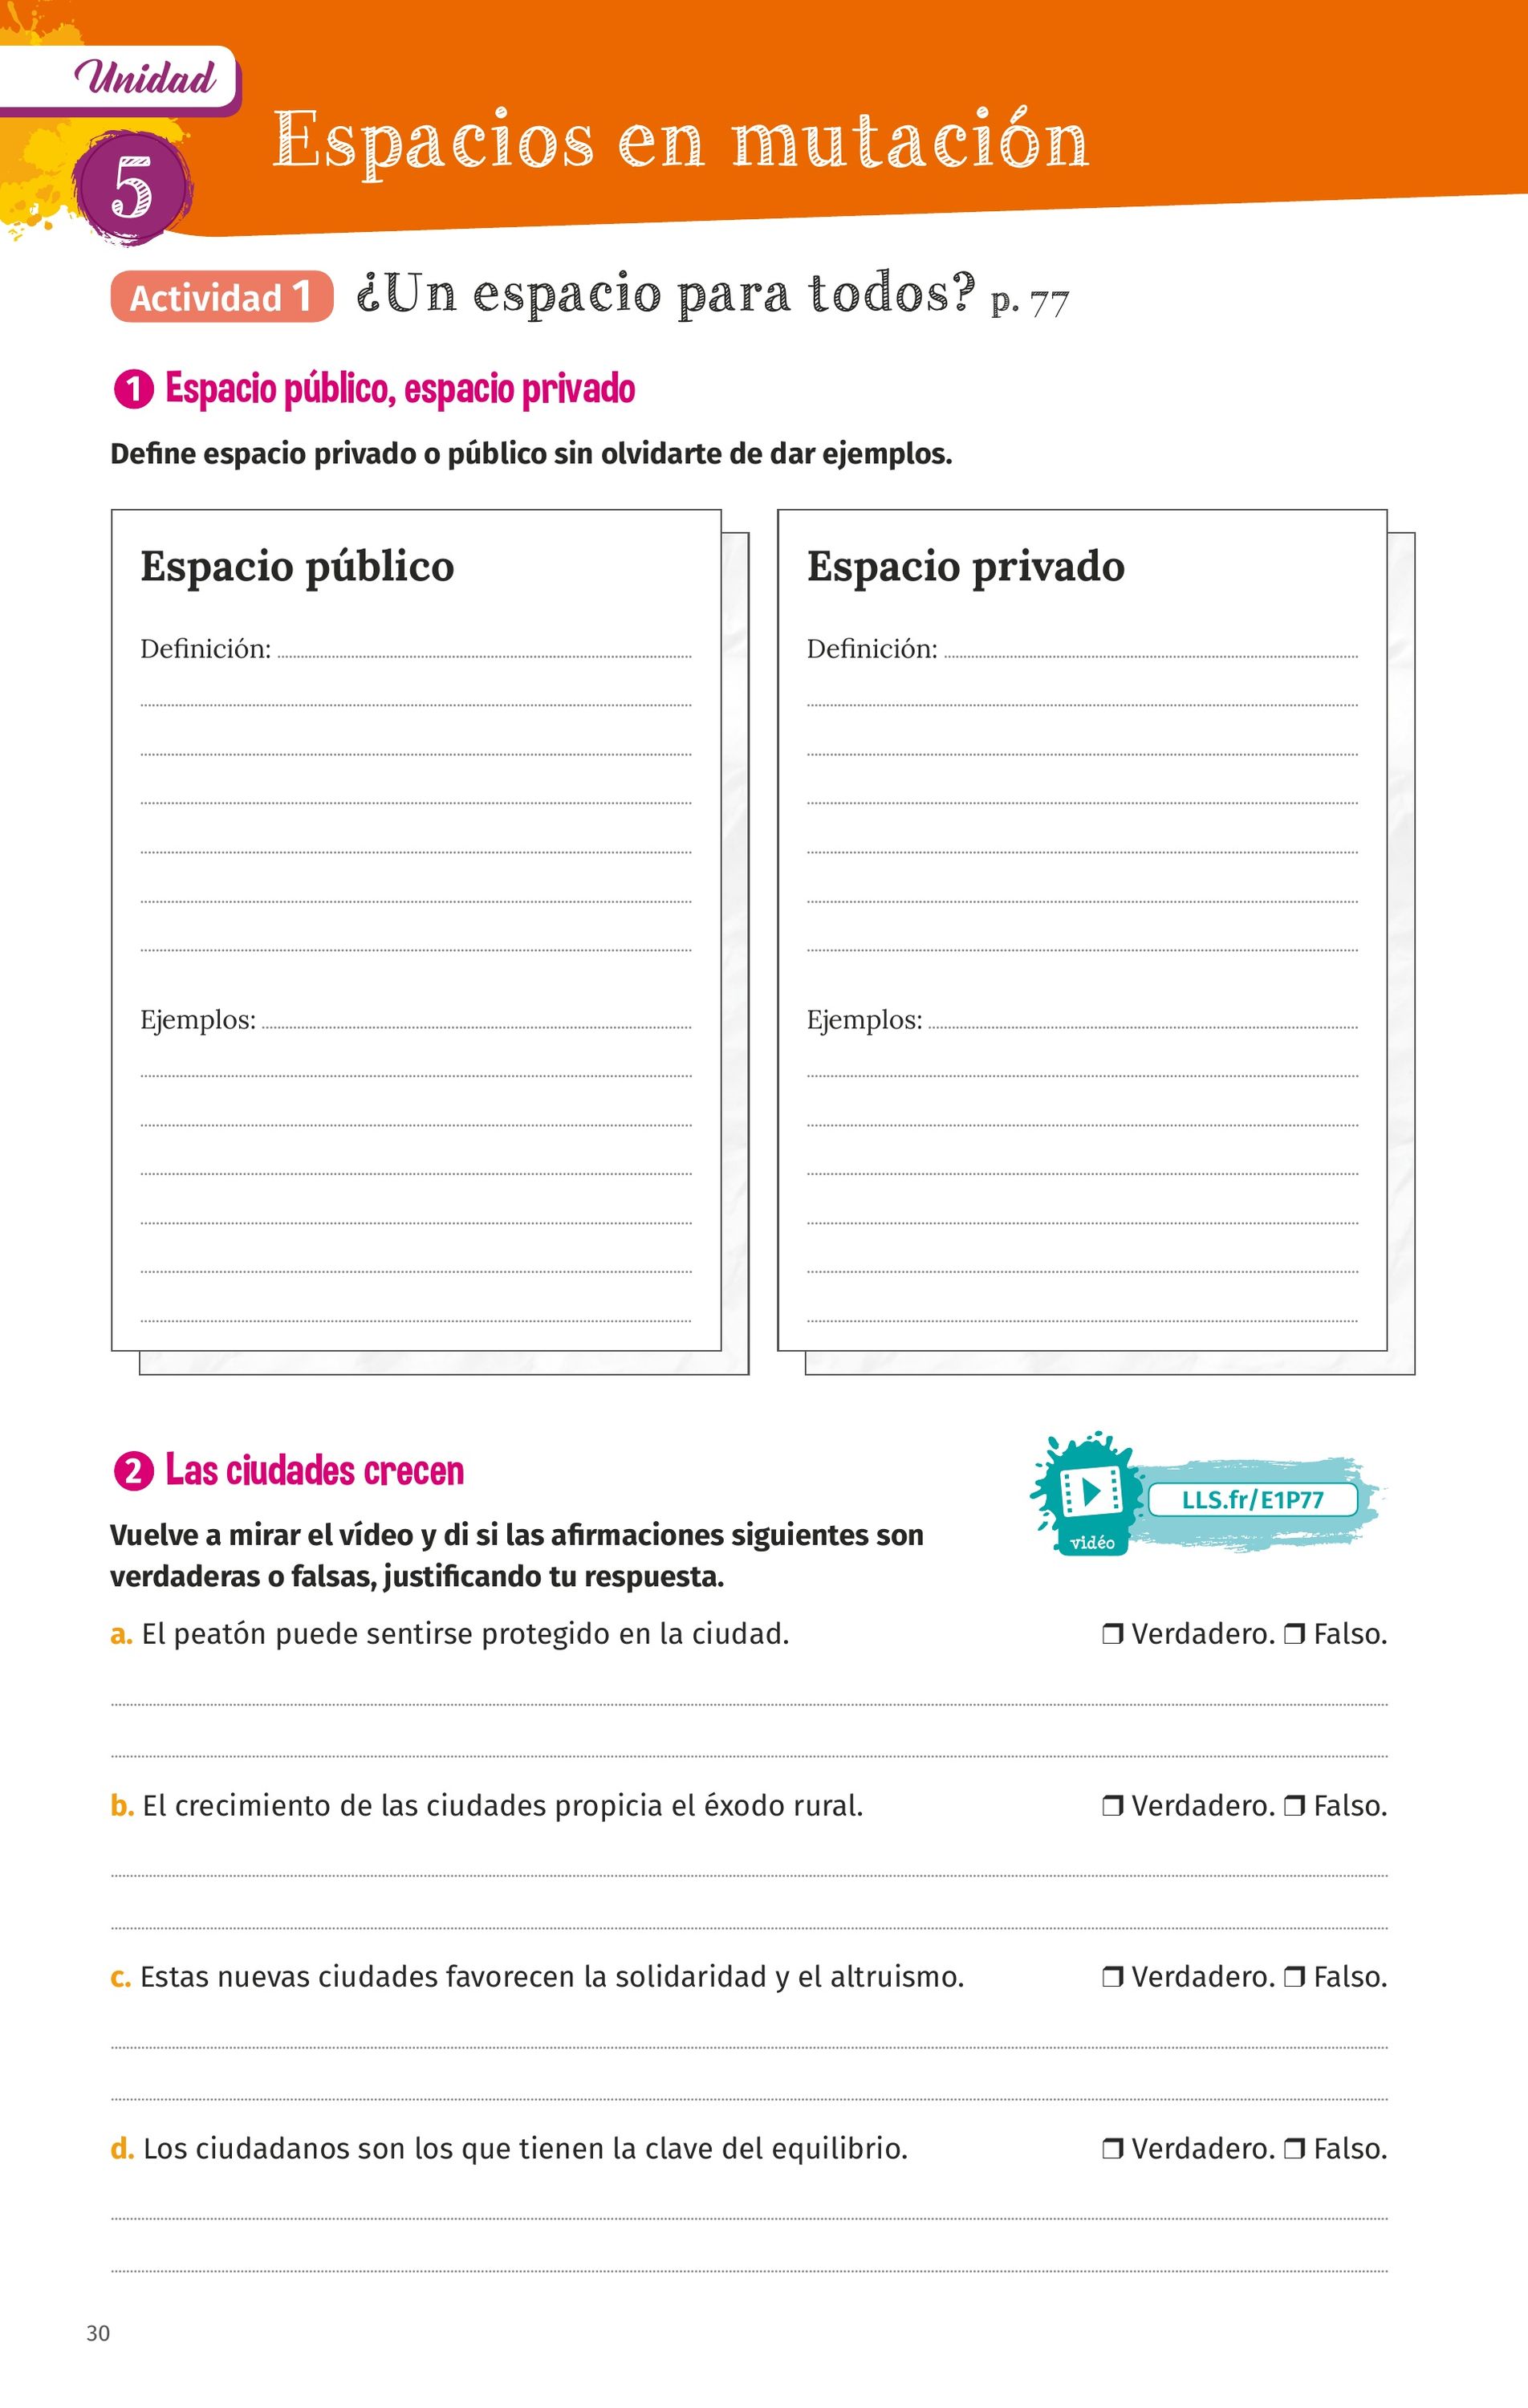 Unidad
5
Espacios en mutación
Actividad 1 ¿Un espacio para todos? p. 77
1 Espacio público, espacio privado
Define espacio privado o público sin olvidarte de dar ejemplos.
Espacio público
Definición:
Ejemplos:
Espacio privado
Definición:
Ejemplos:
2 Las ciudades crecen
vidéo
LLS.fr/E1P77
Vuelve a mirar el vídeo y di si las afirmaciones siguientes son
verdaderas o falsas, justificando tu respuesta.
a. El peatón puede sentirse protegido en la ciudad. ❒ Verdadero. ❒ Falso.
b. El crecimiento de las ciudades propicia el éxodo rural. ❒ Verdadero. ❒ Falso.
c. Estas nuevas ciudades favorecen la solidaridad y el altruismo. ❒ Verdadero. ❒ Falso.
d. Los ciudadanos son los que tienen la clave del equilibrio. ❒ Verdadero. ❒ Falso.
30